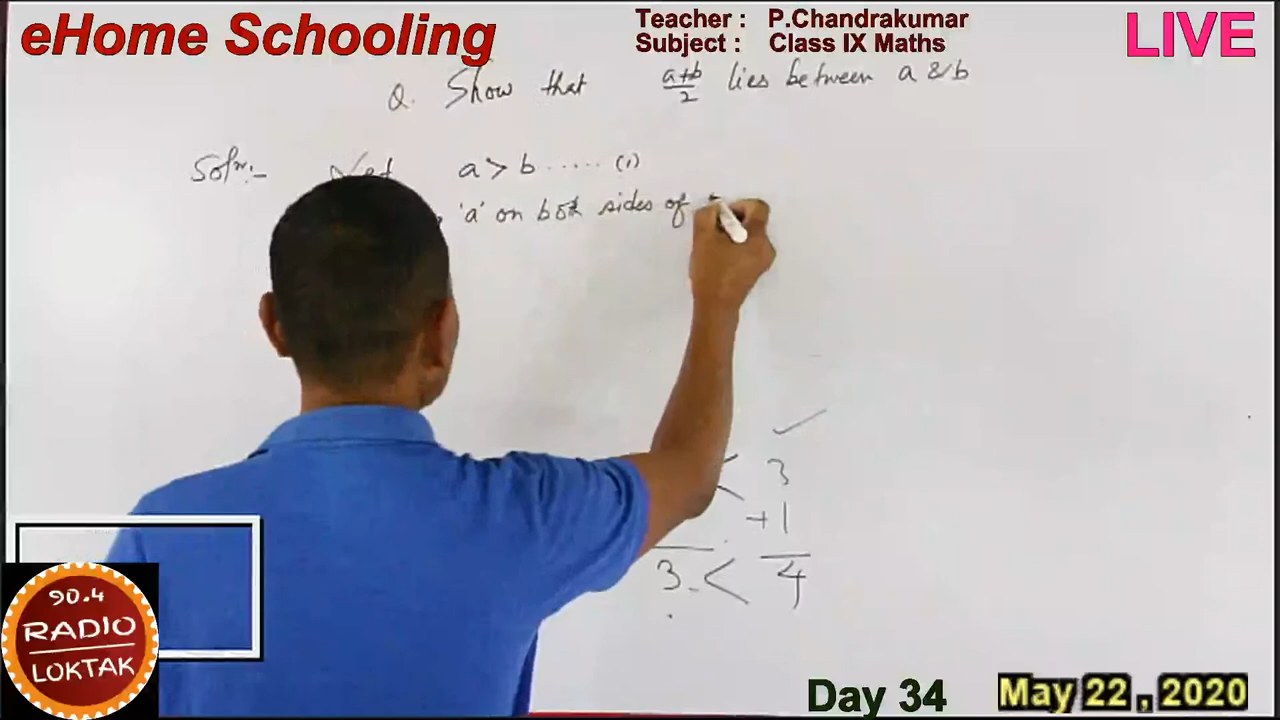 eHome Schooling
Teacher : P.Chandrakumar
Subject : Class IX Maths
LIVE
Q. Show that a+b/2 lies between a & b
Soln:- Let a > b ...... (1)
'a' on both sides of
< 3
+1
3 < 4
90.4
RADIO
LOKTAK
Day 34
May 22 , 2020